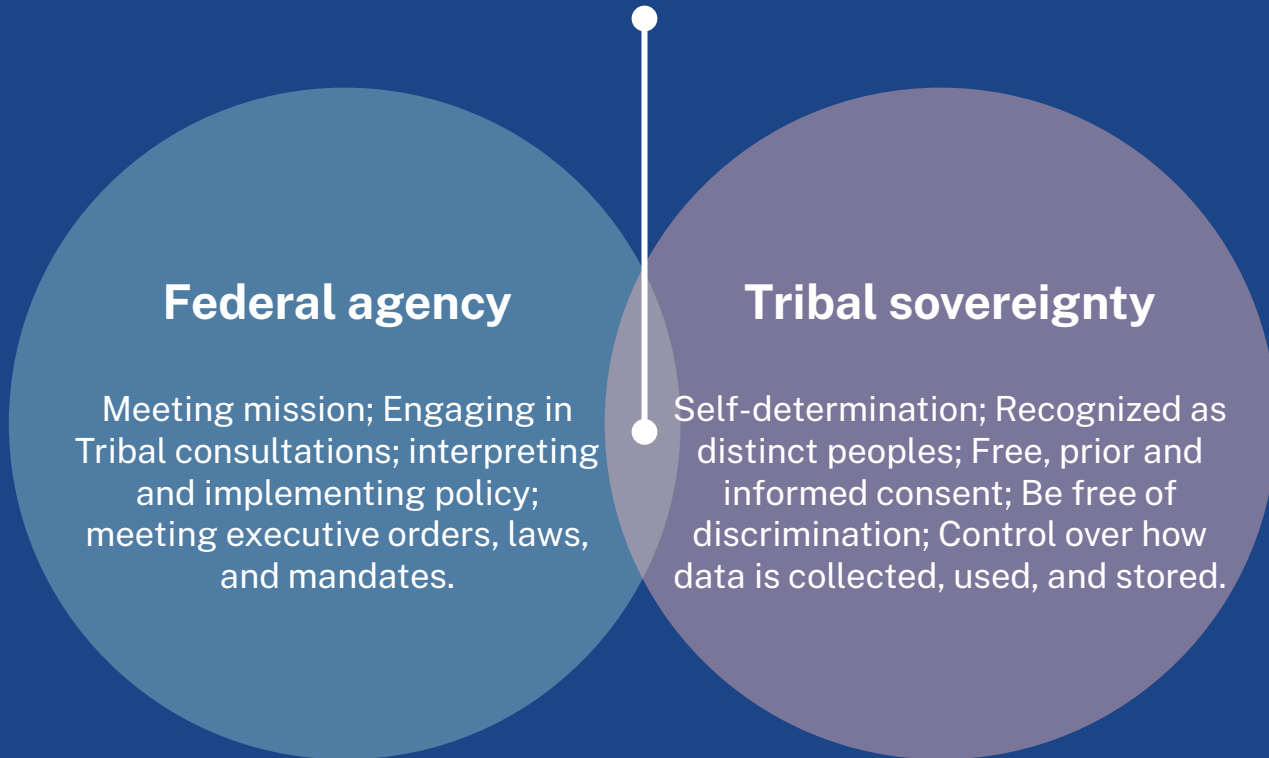 Federal agency
Meeting mission; Engaging in
Tribal consultations; interpreting
and implementing policy;
meeting executive orders, laws,
and mandates.
Tribal sovereignty
Self-determination; Recognized as
distinct peoples; Free, prior and
informed consent; Be free of
discrimination; Control over how
data is collected, used, and stored.